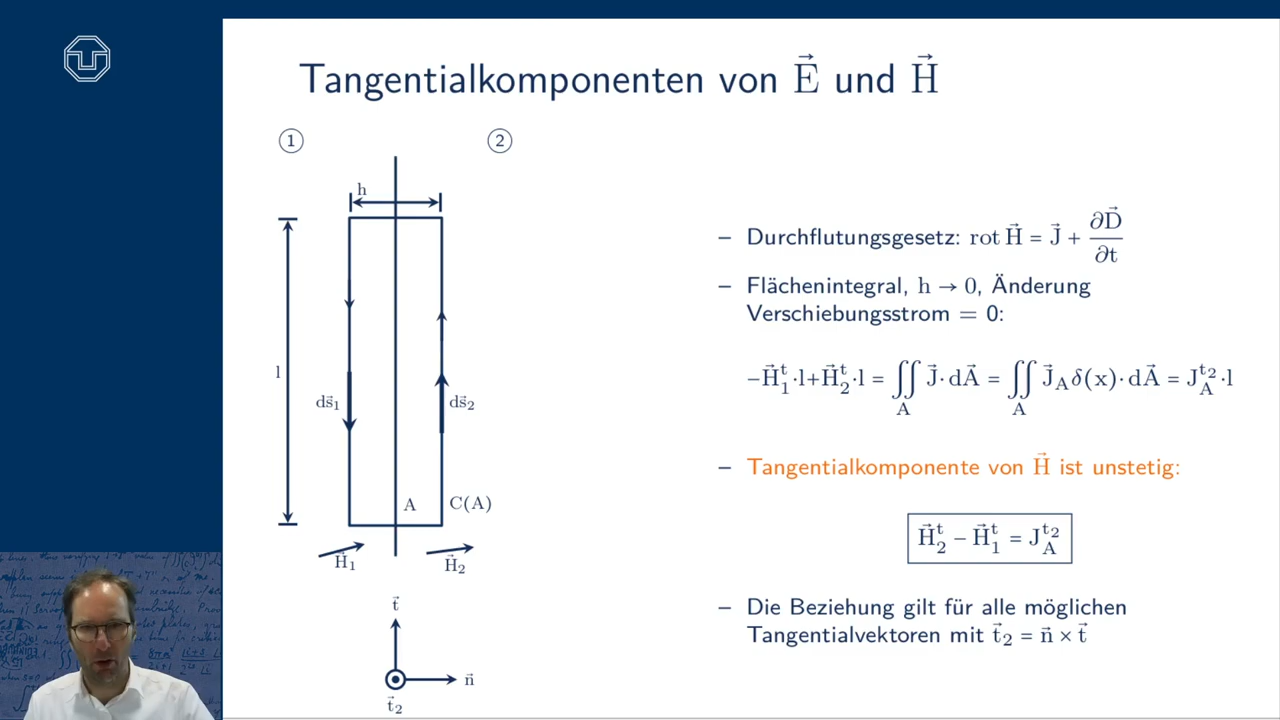 Tangentialkomponenten von E⃗ und H⃗
① ②
h
l
ds⃗₁ ds⃗₂
A C(A)
H⃗₁ H⃗₂
t⃗
n⃗
t⃗₂
– Durchflutungsgesetz: rot H⃗ = J⃗ + ∂D⃗/∂t
– Flächenintegral, h → 0, Änderung
Verschiebungsstrom = 0:
−H⃗₁ᵗ·l+H⃗₂ᵗ·l = ∬_A J⃗·dA⃗ = ∬_A J⃗_A δ(x)·dA⃗ = J_A^{t₂}·l
– Tangentialkomponente von H⃗ ist unstetig:
H⃗₂ᵗ − H⃗₁ᵗ = J_A^{t₂}
– Die Beziehung gilt für alle möglichen
Tangentialvektoren mit t⃗₂ = n⃗ × t⃗